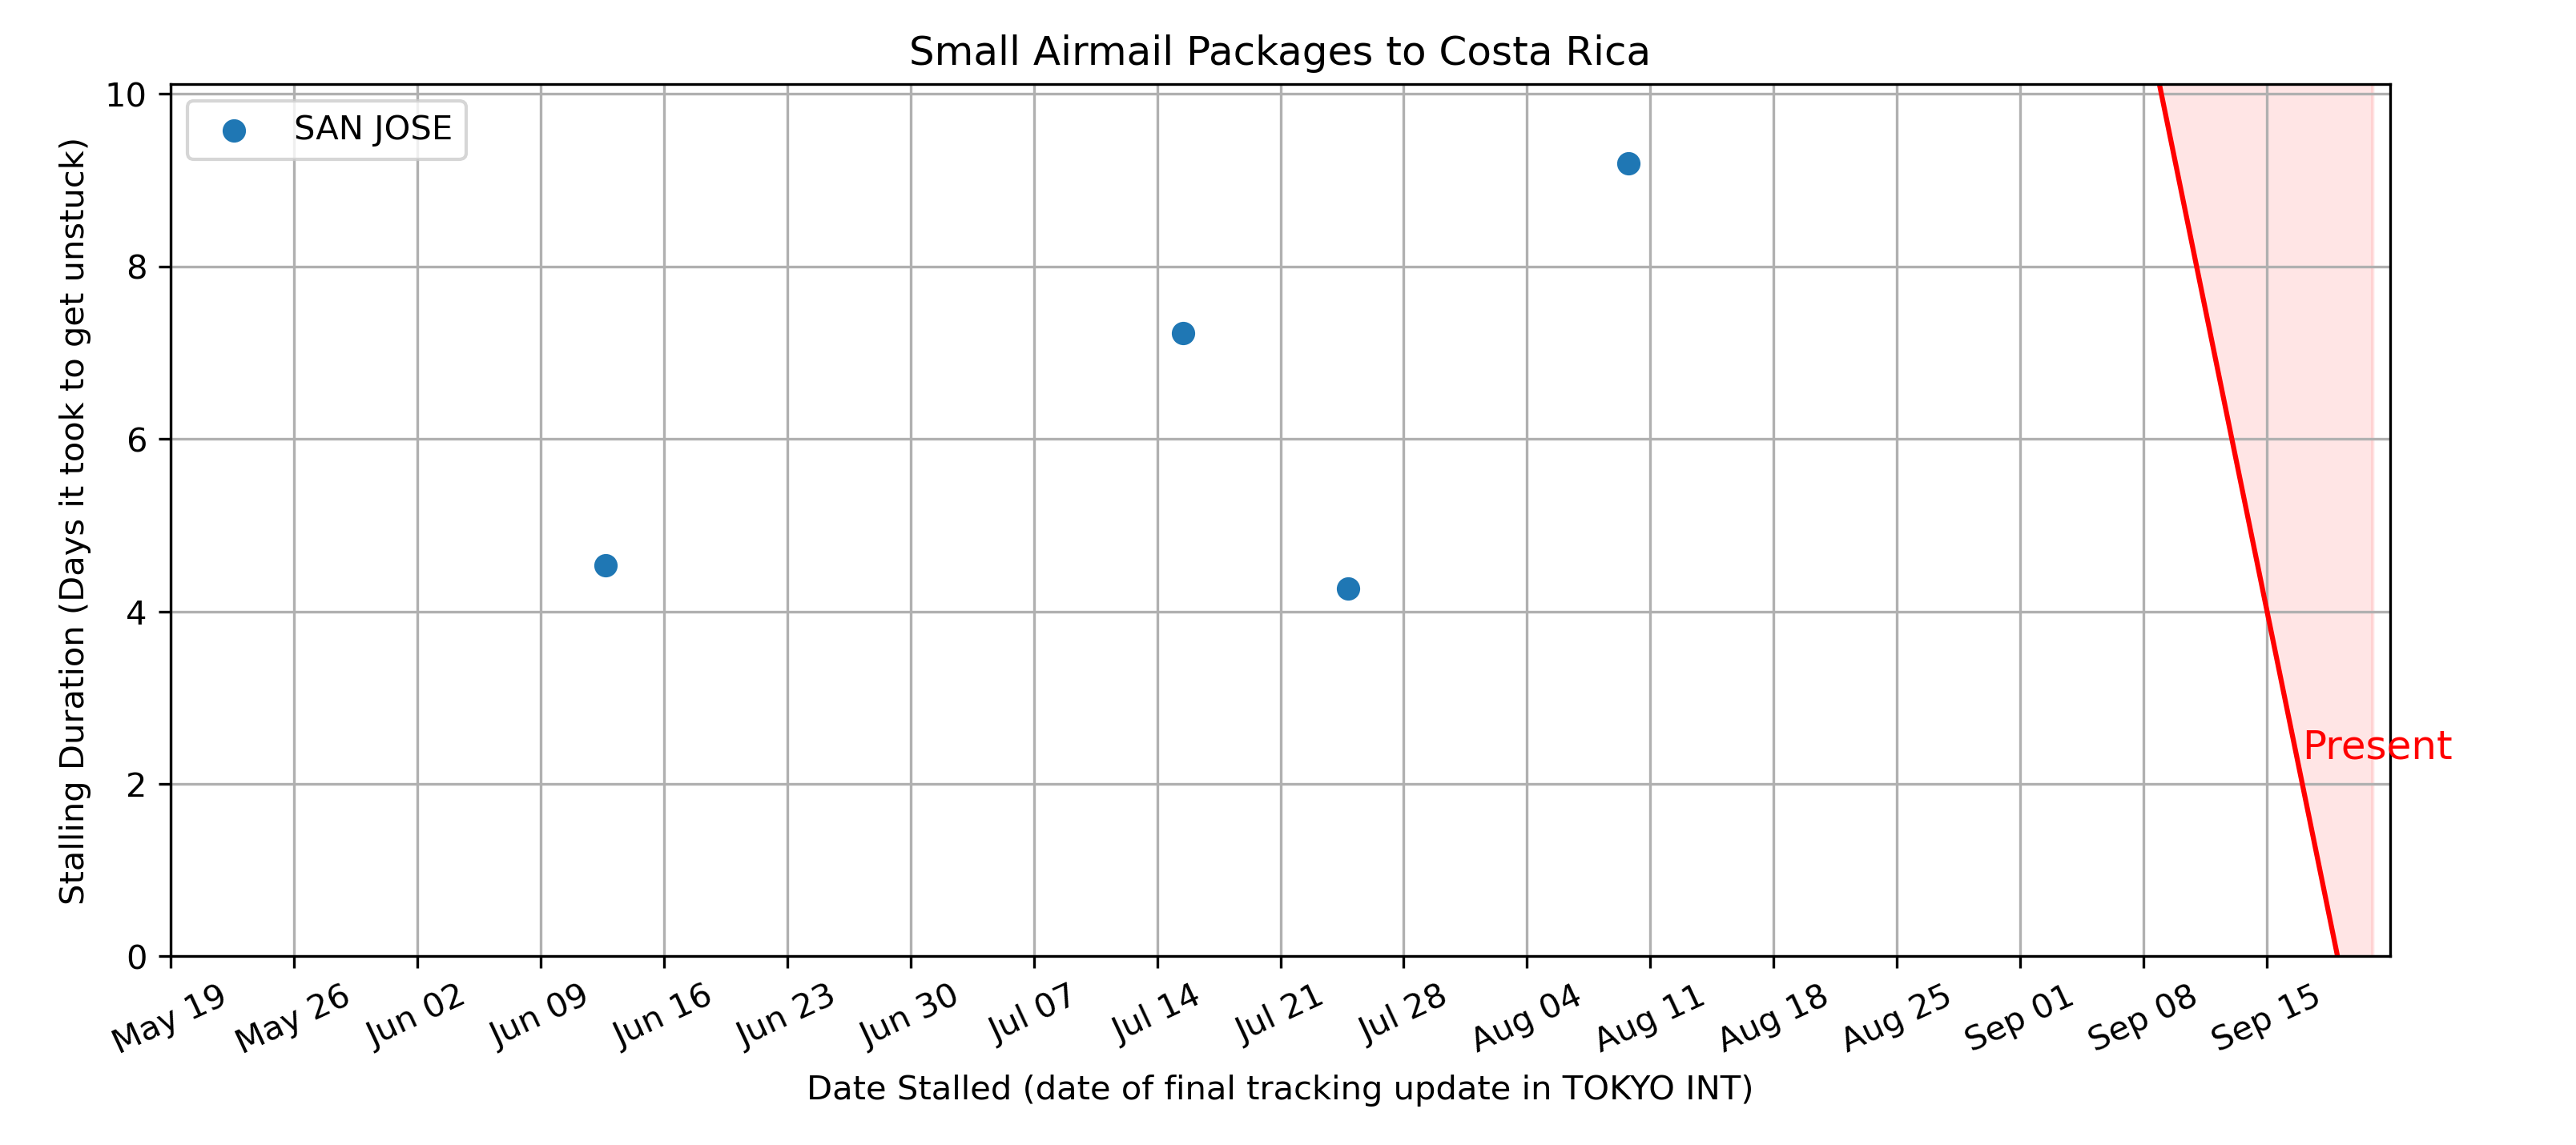 Small Airmail Packages to Costa Rica
SAN JOSE
Stalling Duration (Days it took to get unstuck)
10
8
6
4
2
0
Present
May 19
May 26
Jun 02
Jun 09
Jun 16
Jun 23
Jun 30
Jul 07
Jul 14
Jul 21
Jul 28
Aug 04
Aug 11
Aug 18
Aug 25
Sep 01
Sep 08
Sep 15
Date Stalled (date of final tracking update in TOKYO INT)